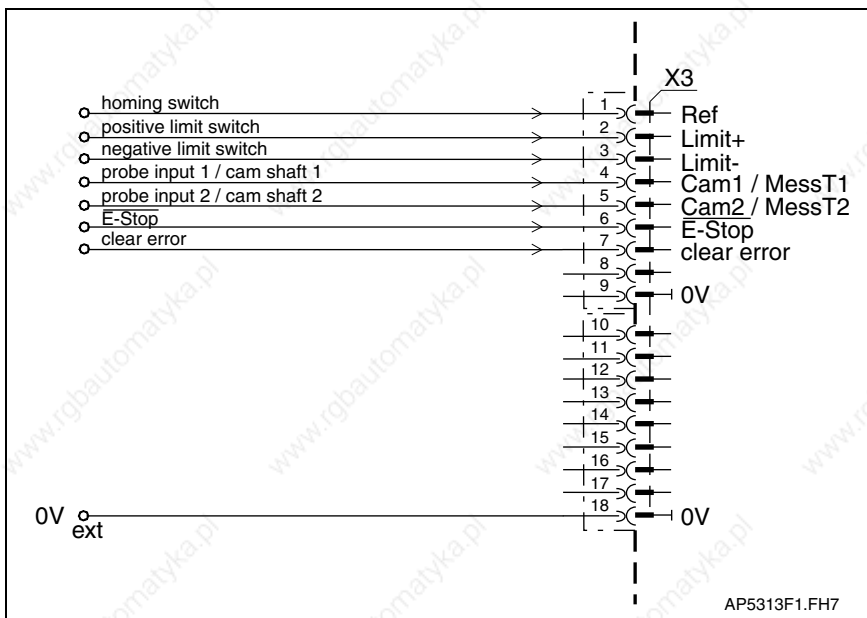 X3
homing switch 1 Ref
positive limit switch 2 Limit+
negative limit switch 3 Limit-
probe input 1 / cam shaft 1 4 Cam1 / MessT1
probe input 2 / cam shaft 2 5 Cam2 / MessT2
E-Stop 6 E-Stop
clear error 7 clear error
8
9 0V
10
11
12
13
14
15
16
17
0V ext 18 0V
AP5313F1.FH7
www.rgbautomatyka.pl